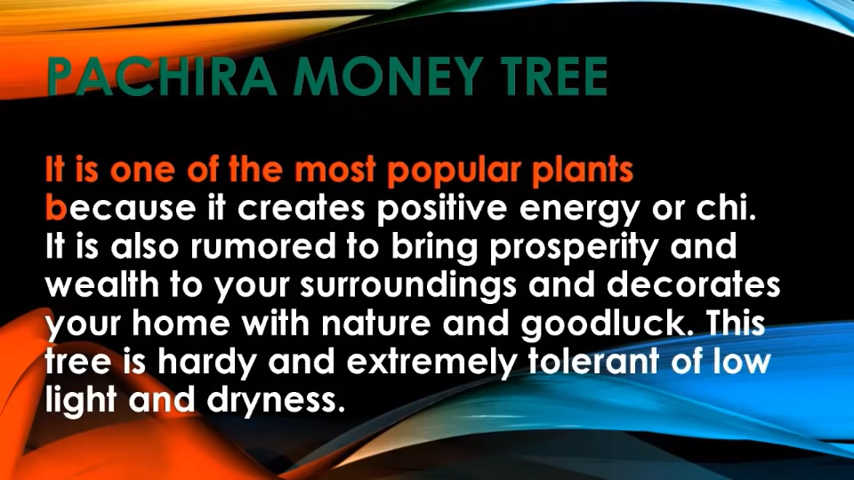 PACHIRA MONEY TREE
It is one of the most popular plants
because it creates positive energy or chi.
It is also rumored to bring prosperity and
wealth to your surroundings and decorates
your home with nature and goodluck. This
tree is hardy and extremely tolerant of low
light and dryness.